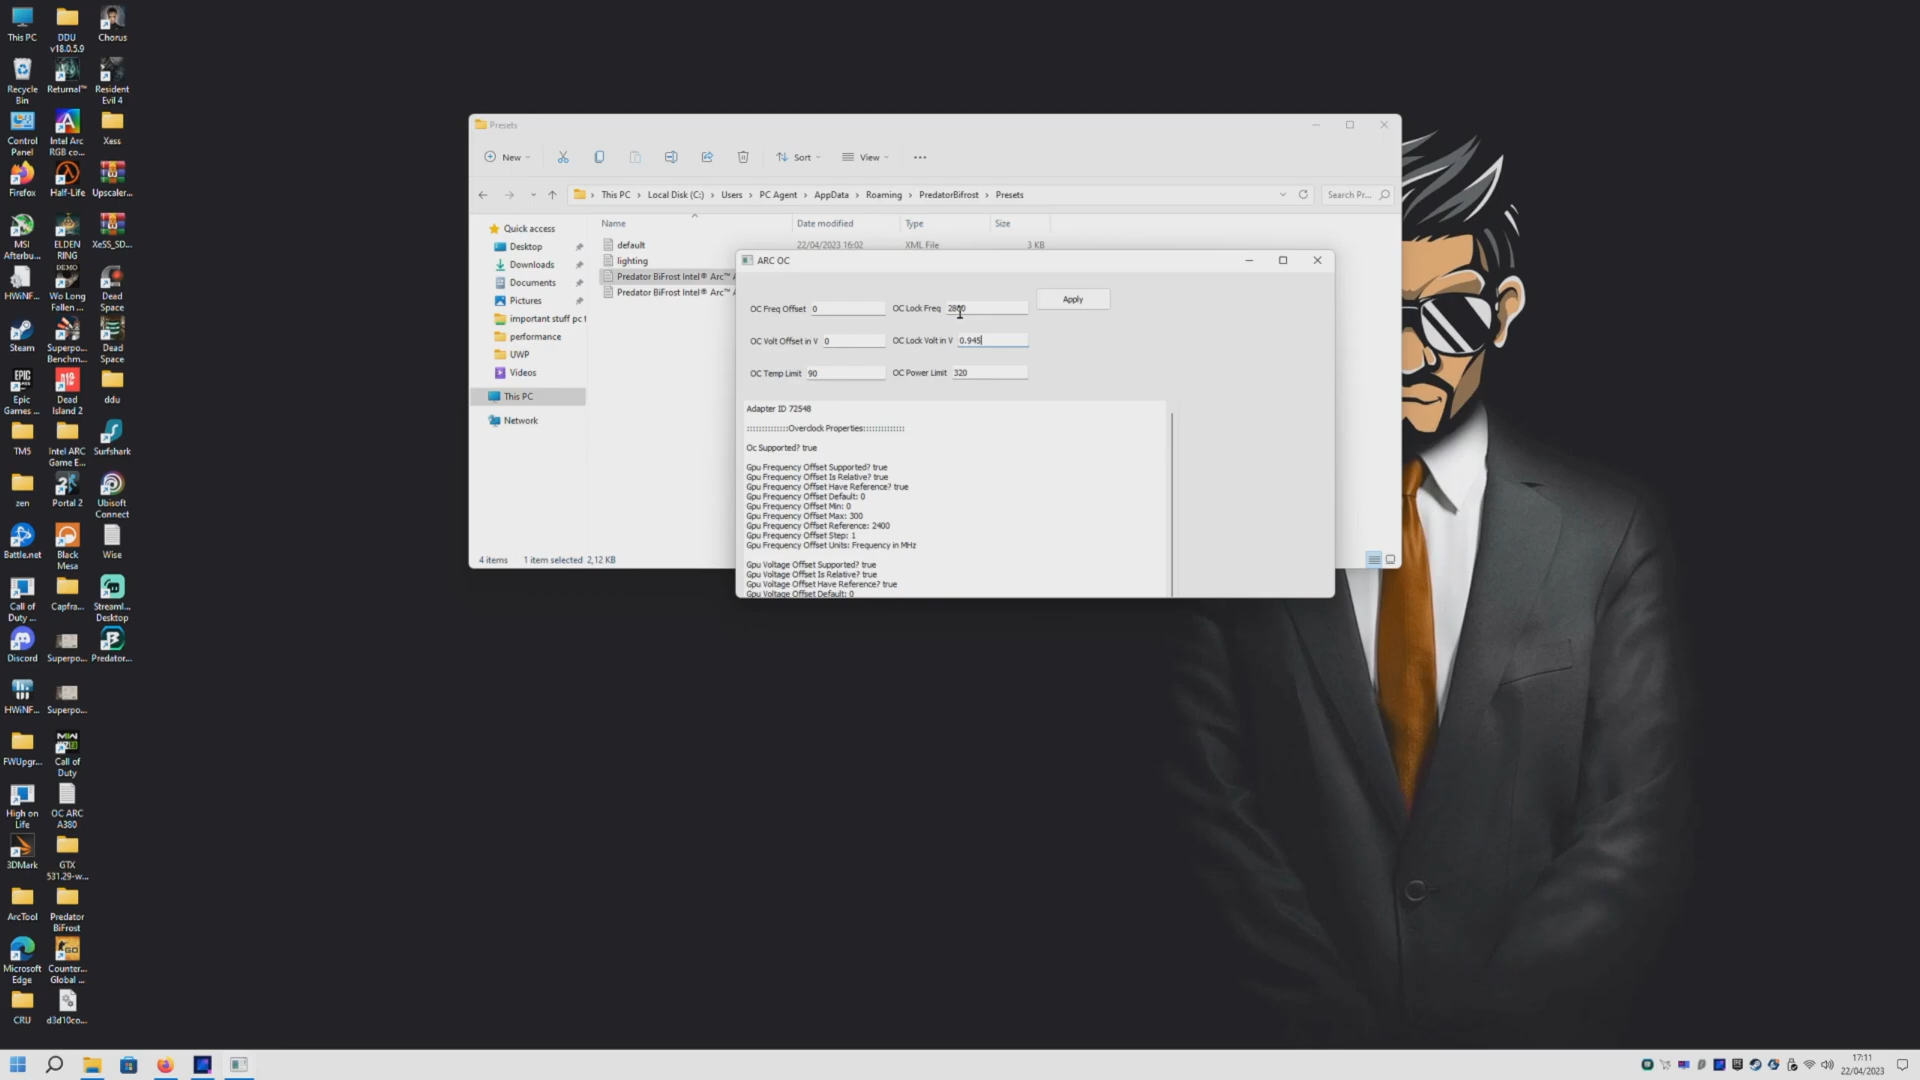 This PC
DDU v18.0.5.9
Chorus
Recycle Bin
Returnal™
Resident Evil 4
Control Panel
Intel Arc RGB co...
Xess
Firefox
Half-Life
Upscaler...
MSI Afterbu...
ELDEN RING
XeSS_SD...
HWiNF...
DEMO
Wo Long Fallen ...
Dead Space
Steam
Superpo... Benchm...
Dead Space
Epic Games ...
Dead Island 2
ddu
TM5
Intel ARC Game E...
Surfshark
zen
Portal 2
Ubisoft Connect
Battle.net
Black Mesa
Wise
Call of Duty ...
Capfra...
Streaml... Desktop
Discord
Superpo...
Predator...
HWiNF...
Superpo...
FWUpgr...
Call of Duty
High on Life
OC ARC A380
3DMark
GTX 531.29-w...
ArcTool
Predator BiFrost
Microsoft Edge
Counter... Global ...
CRU
d3d10co...
Presets
New
Sort
View
This PC > Local Disk (C:) > Users > PC Agent > AppData > Roaming > PredatorBifrost > Presets
Search Pr...
Name
Date modified
Type
Size
Quick access
Desktop
Downloads
Documents
Pictures
important stuff pc t
performance
UWP
Videos
This PC
Network
default
22/04/2023 16:02
XML File
3 KB
lighting
Predator BiFrost Intel® Arc™ A
Predator BiFrost Intel® Arc™ A
4 items
1 item selected 2,12 KB
ARC OC
OC Freq Offset 0
OC Lock Freq
Apply
OC Volt Offset in V 0
OC Lock Volt in V 0.945
OC Temp Limit 90
OC Power Limit 320
Adapter ID 72548
:::::::::::::Overclock Properties:::::::::::::
Oc Supported? true
Gpu Frequency Offset Supported? true
Gpu Frequency Offset Is Relative? true
Gpu Frequency Offset Have Reference? true
Gpu Frequency Offset Default: 0
Gpu Frequency Offset Min: 0
Gpu Frequency Offset Max: 300
Gpu Frequency Offset Reference: 2400
Gpu Frequency Offset Step: 1
Gpu Frequency Offset Units: Frequency in MHz
Gpu Voltage Offset Supported? true
Gpu Voltage Offset Is Relative? true
Gpu Voltage Offset Have Reference? true
Gpu Voltage Offset Default: 0
17:11
22/04/2023